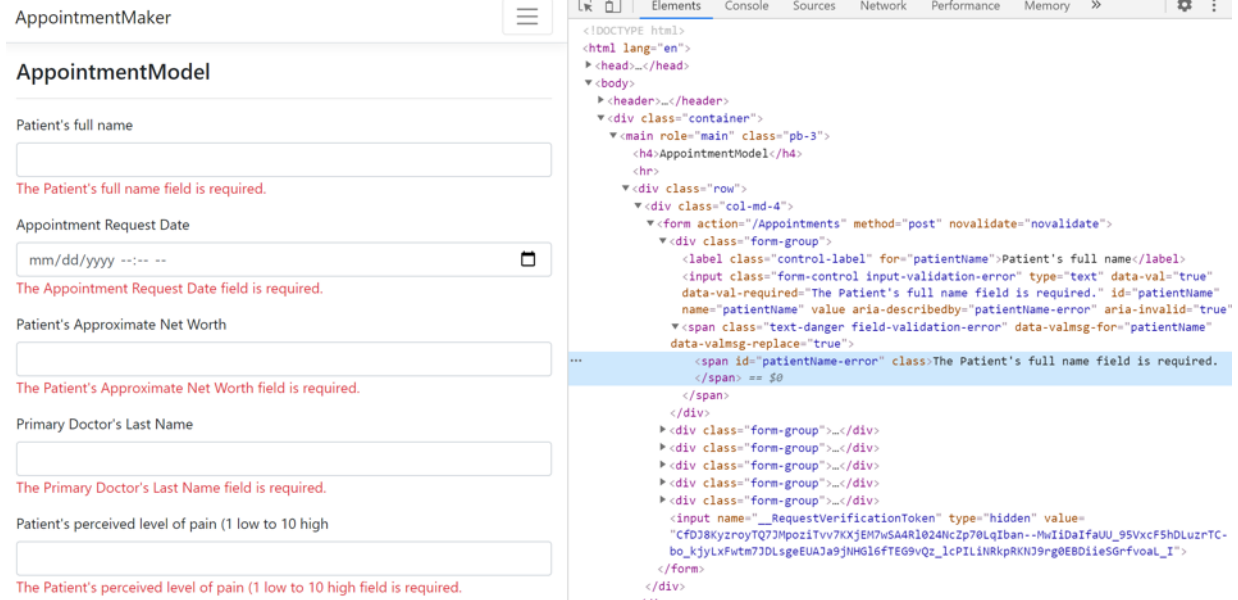 AppointmentMaker
AppointmentModel
Patient's full name
The Patient's full name field is required.
Appointment Request Date
mm/dd/yyyy --:-- --
The Appointment Request Date field is required.
Patient's Approximate Net Worth
The Patient's Approximate Net Worth field is required.
Primary Doctor's Last Name
The Primary Doctor's Last Name field is required.
Patient's perceived level of pain (1 low to 10 high
The Patient's perceived level of pain (1 low to 10 high field is required.
Elements Console Sources Network Performance Memory »
<!DOCTYPE html>
<html lang="en">
<head>…</head>
<body>
<header>…</header>
<div class="container">
<main role="main" class="pb-3">
<h4>AppointmentModel</h4>
<hr>
<div class="row">
<div class="col-md-4">
<form action="/Appointments" method="post" novalidate="novalidate">
<div class="form-group">
<label class="control-label" for="patientName">Patient's full name</label>
<input class="form-control input-validation-error" type="text" data-val="true"
data-val-required="The Patient's full name field is required." id="patientName"
name="patientName" value aria-describedby="patientName-error" aria-invalid="true"
<span class="text-danger field-validation-error" data-valmsg-for="patientName"
data-valmsg-replace="true">
… <span id="patientName-error" class>The Patient's full name field is required.
</span> == $0
</span>
</div>
<div class="form-group">…</div>
<div class="form-group">…</div>
<div class="form-group">…</div>
<div class="form-group">…</div>
<div class="form-group">…</div>
<input name="__RequestVerificationToken" type="hidden" value=
</form>
</div>